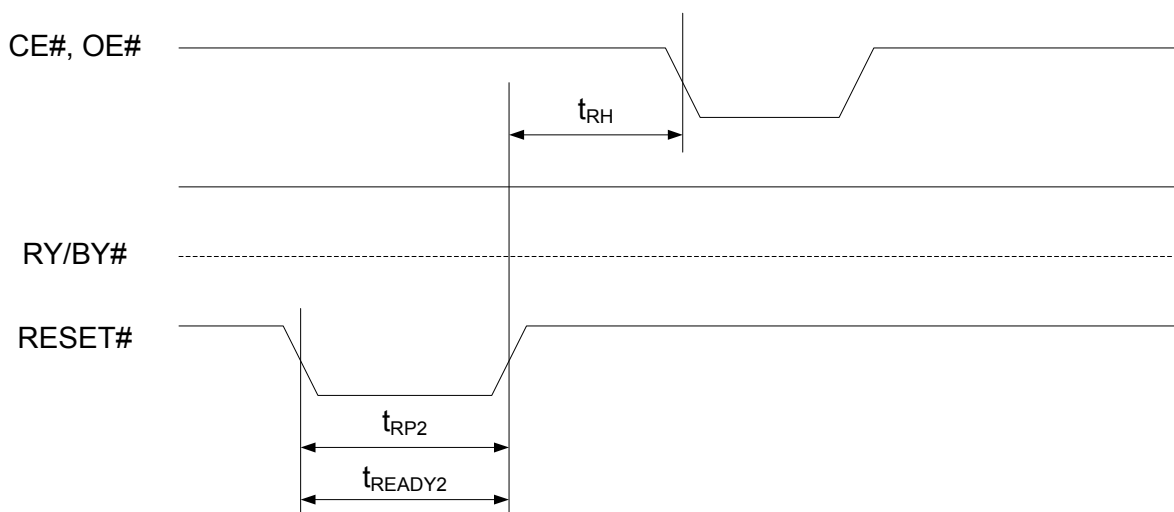 CE#, OE#
tRH
RY/BY#
RESET#
tRP2
tREADY2